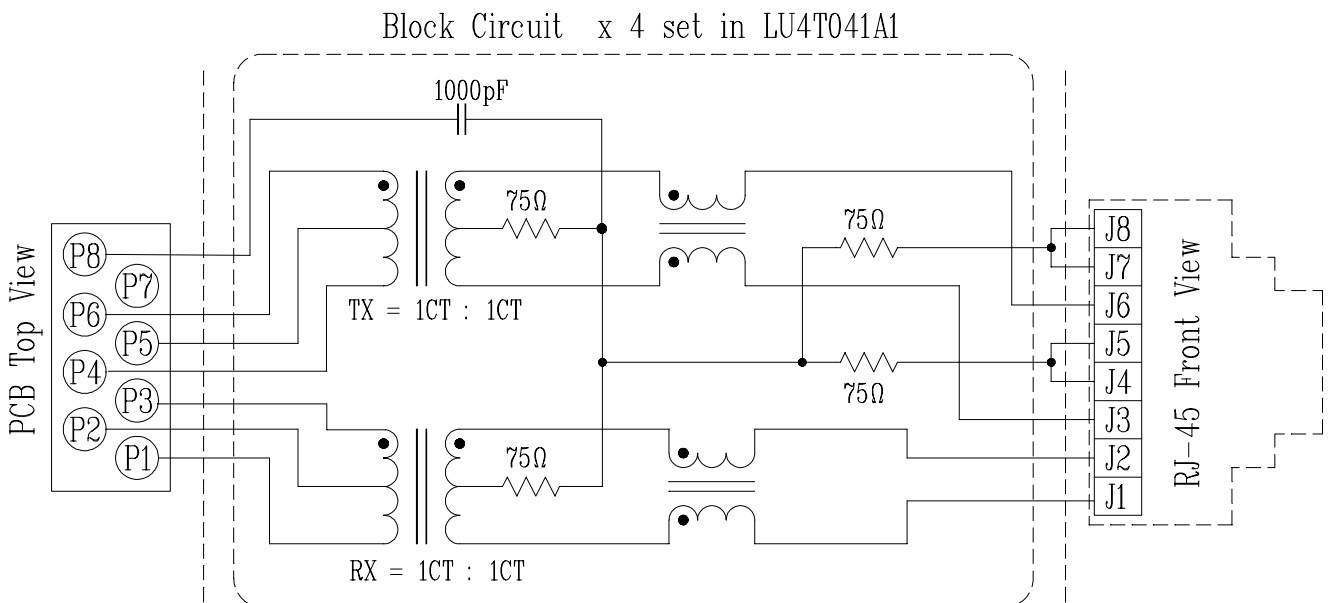 Block Circuit x 4 set in LU4T041A1
1000pF
75Ω
75Ω
TX = 1CT : 1CT
75Ω
75Ω
RX = 1CT : 1CT
PCB Top View
P8
P7
P6
P5
P4
P3
P2
P1
J8
J7
J6
J5
J4
J3
J2
J1
RJ-45 Front View